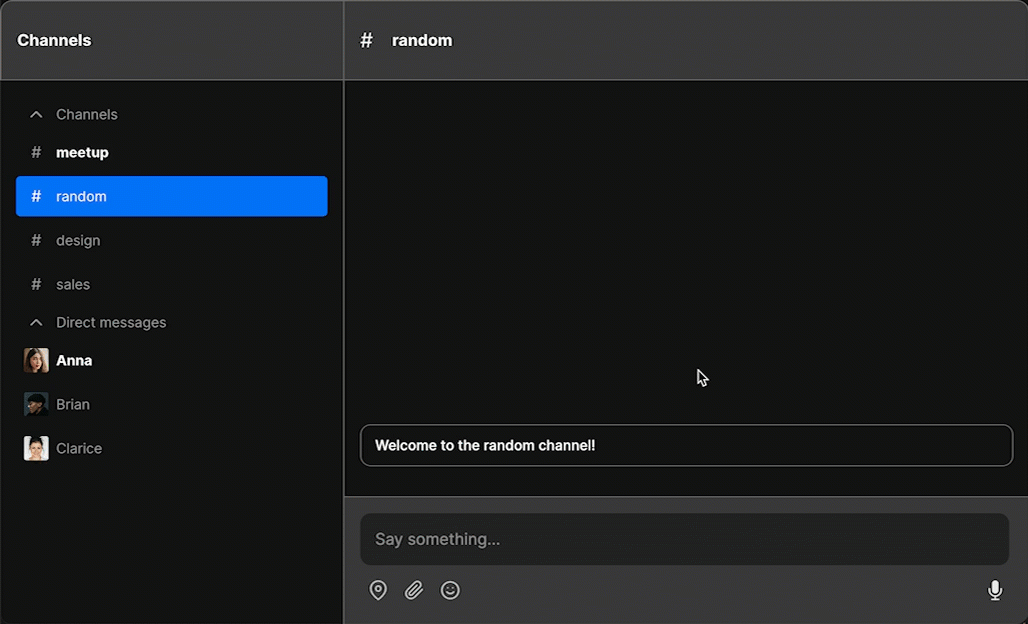 Channels
# random
Channels
# meetup
# random
# design
# sales
Direct messages
Anna
Brian
Clarice
Welcome to the random channel!
Say something...